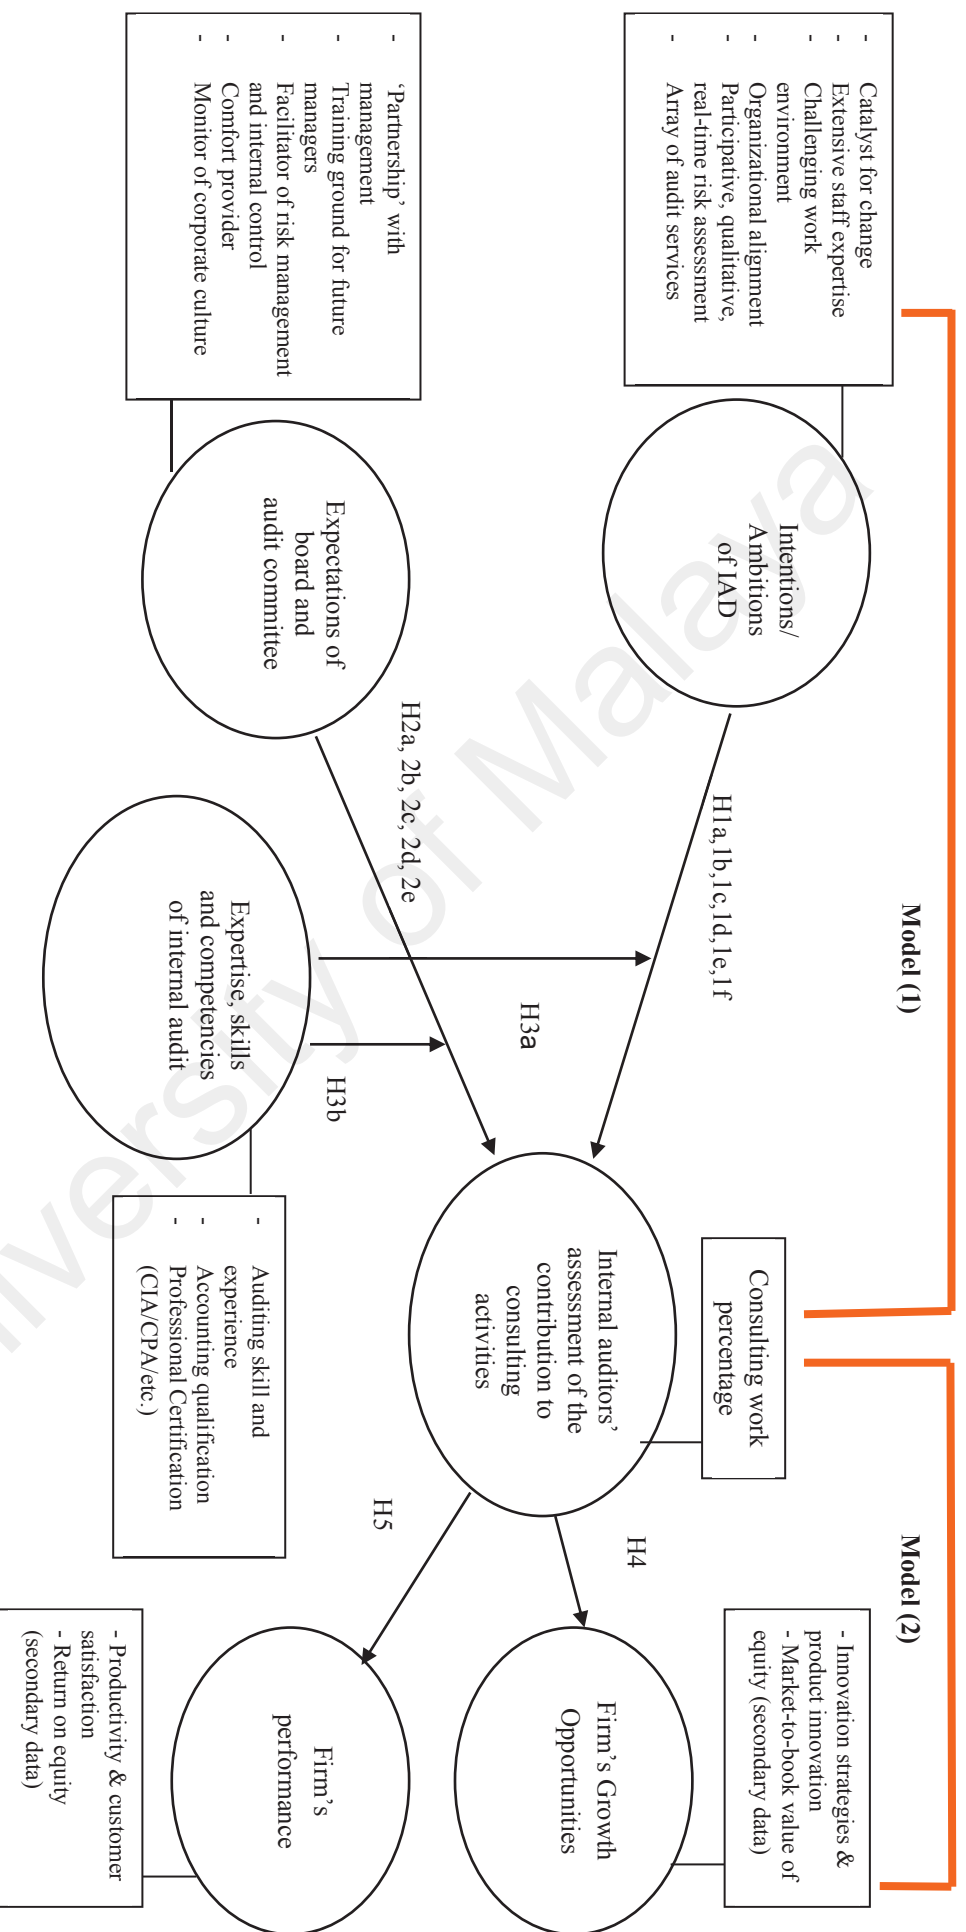 Model (1)
Model (2)
- Catalyst for change
- Extensive staff expertise
- Challenging work
environment
- Organizational alignment
- Participative, qualitative,
real-time risk assessment
- Array of audit services
Intentions/
Ambitions
of IAD
H1a,1b,1c,1d,1e,1f
Consulting work
percentage
- Innovation strategies &
product innovation
- Market-to-book value of
equity (secondary data)
- 'Partnership' with
management
- Training ground for future
managers
- Facilitator of risk management
and internal control
- Comfort provider
- Monitor of corporate culture
Expectations of
board and
audit committee
H2a, 2b, 2c, 2d, 2e
H3a
H3b
Internal auditors'
assessment of the
contribution to
consulting
activities
H4
H5
Firm's Growth
Opportunities
Expertise, skills
and competencies
of internal audit
- Auditing skill and
experience
- Accounting qualification
- Professional Certification
(CIA/CPA/etc.)
Firm's
performance
- Productivity & customer
satisfaction
- Return on equity
(secondary data)
University of Malaya